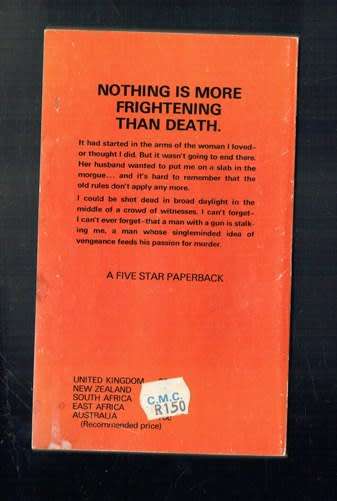 NOTHING IS MORE
FRIGHTENING
THAN DEATH.
It had started in the arms of the woman I loved–
or thought I did. But it wasn't going to end there.
Her husband wanted to put me on a slab in the
morgue... and it's hard to remember that the
old rules don't apply any more.
I could be shot dead in broad daylight in the
middle of a crowd of witnesses. I can't forget–
I can't ever forget–that a man with a gun is stalk-
ing me, a man whose singleminded idea of
vengeance feeds his passion for murder.
A FIVE STAR PAPERBACK
UNITED KINGDOM
NEW ZEALAND
SOUTH AFRICA
EAST AFRICA
AUSTRALIA
(Recommended price)
C.M.C.
R150